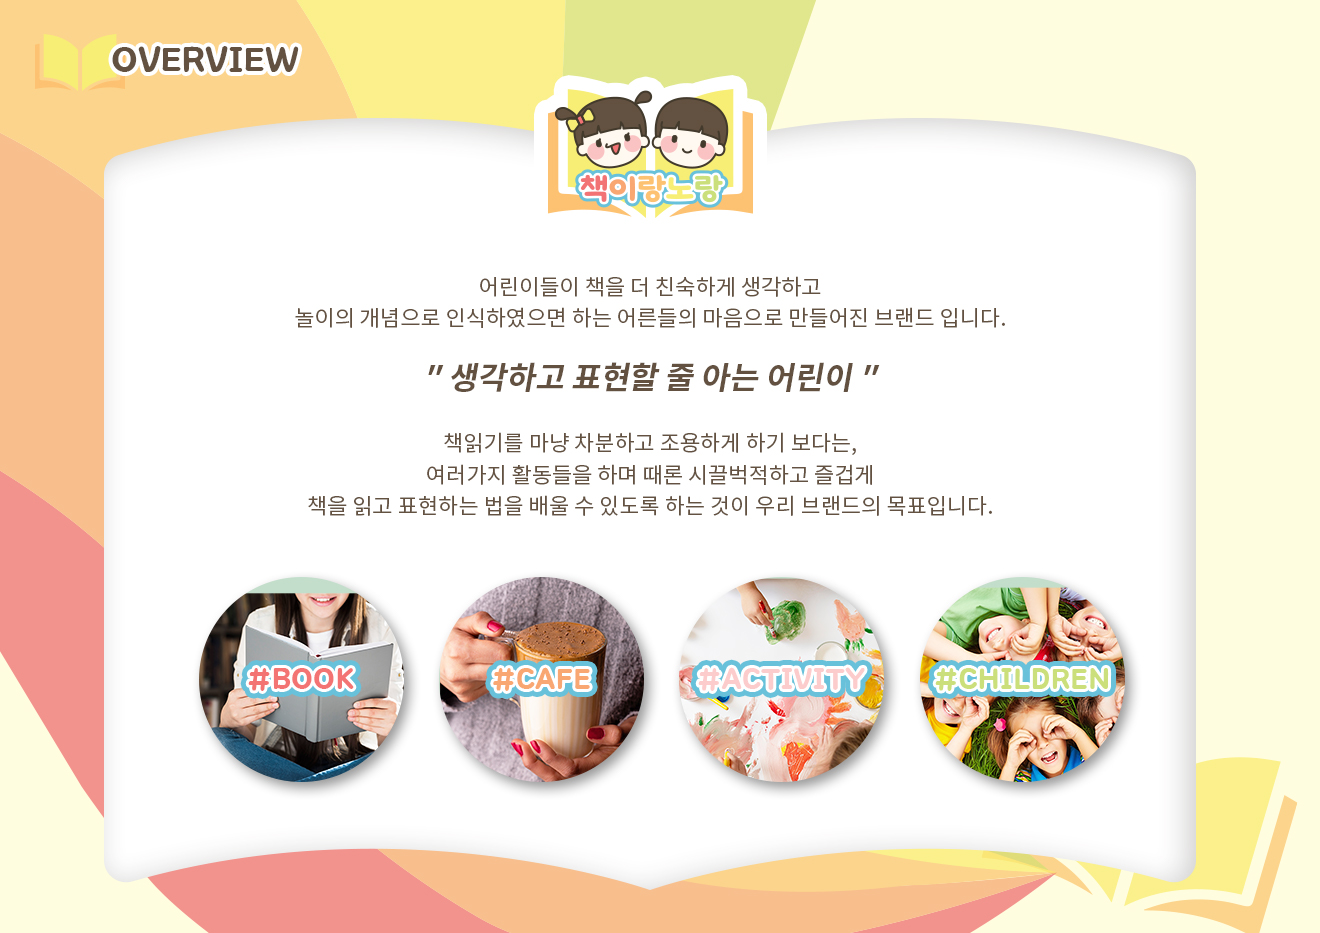 OVERVIEW
책이랑노랑
어린이들이 책을 더 친숙하게 생각하고
놀이의 개념으로 인식하였으면 하는 어른들의 마음으로 만들어진 브랜드 입니다.
" 생각하고 표현할 줄 아는 어린이 "
책읽기를 마냥 차분하고 조용하게 하기 보다는,
여러가지 활동들을 하며 때론 시끌벅적하고 즐겁게
책을 읽고 표현하는 법을 배울 수 있도록 하는 것이 우리 브랜드의 목표입니다.
#BOOK
#CAFE
#ACTIVITY
#CHILDREN